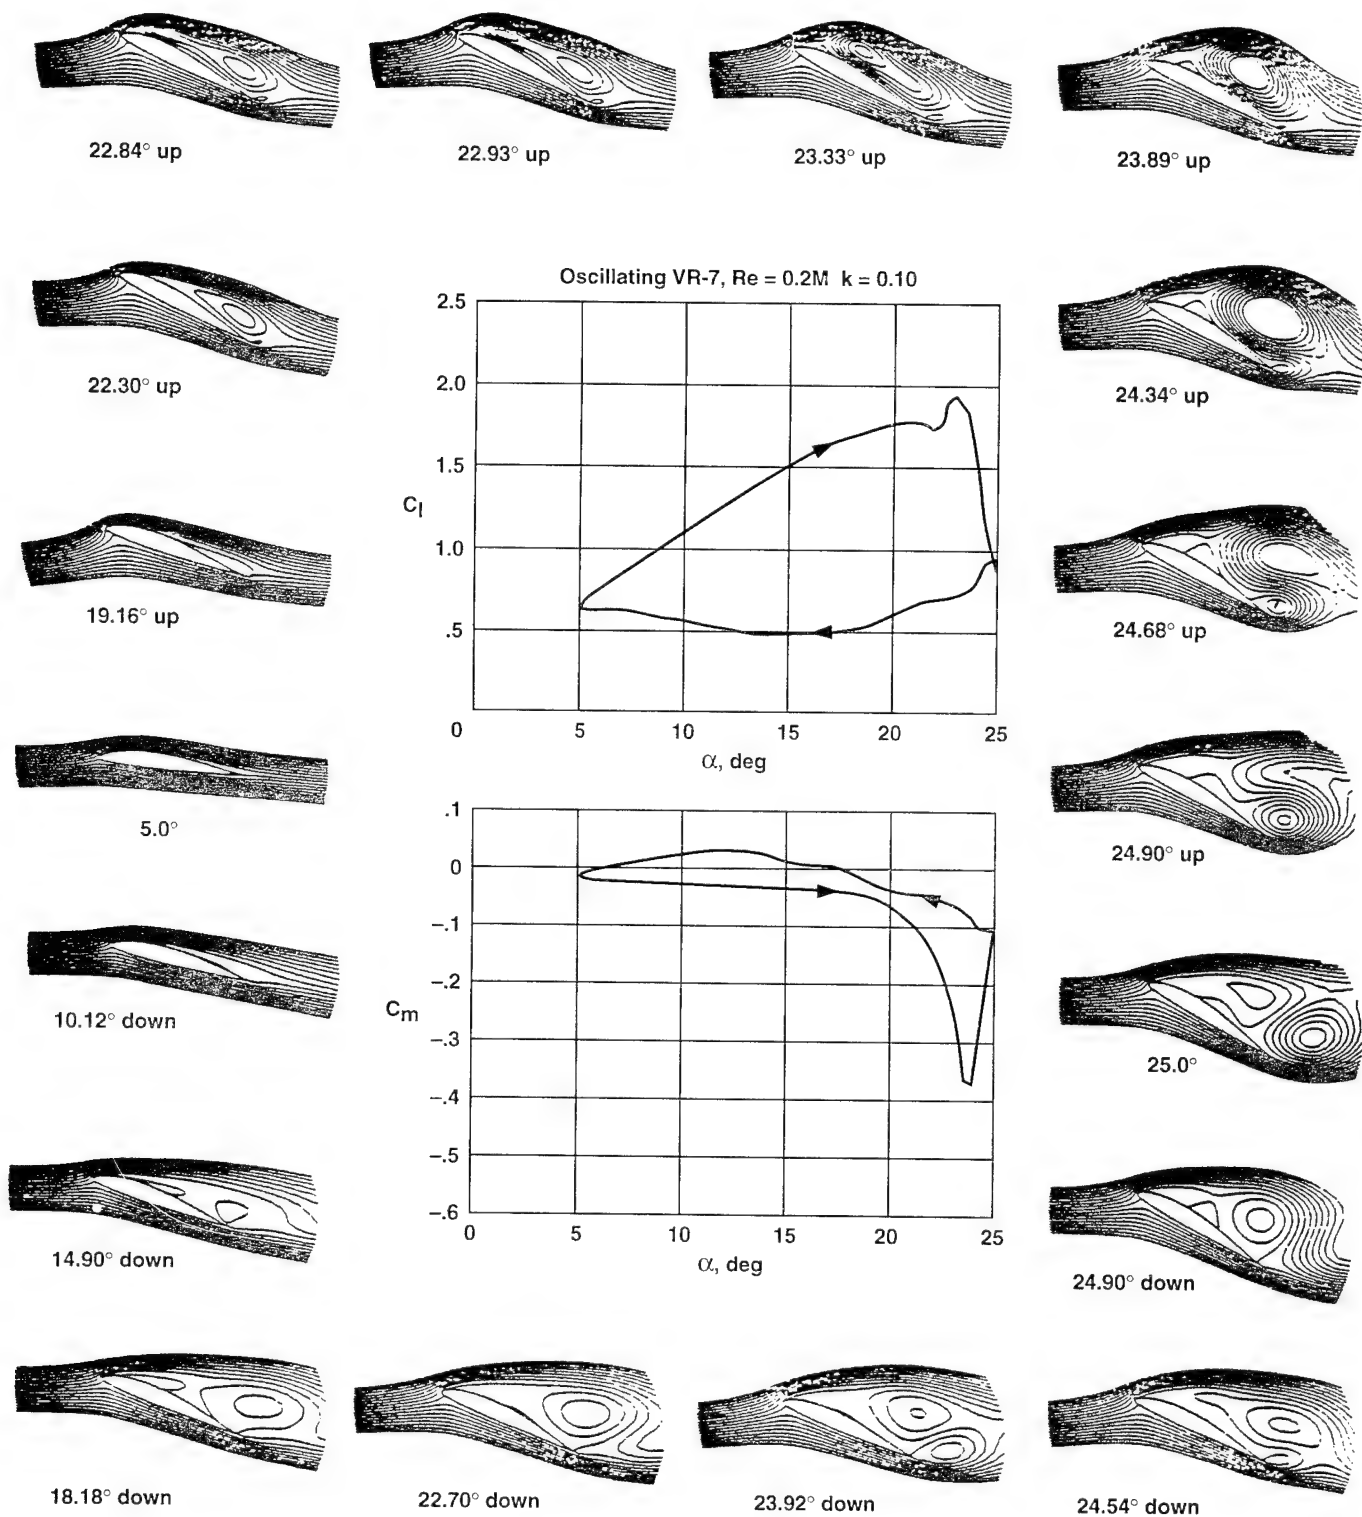 22.84° up
22.93° up
23.33° up
23.89° up
22.30° up
Oscillating VR-7, Re = 0.2M k = 0.10
2.5
2.0
1.5
Cl
1.0
.5
0
5
10
15
20
25
α, deg
24.34° up
19.16° up
24.68° up
5.0°
24.90° up
.1
0
–.1
–.2
Cm
–.3
–.4
–.5
–.6
0
5
10
15
20
25
α, deg
10.12° down
25.0°
14.90° down
24.90° down
18.18° down
22.70° down
23.92° down
24.54° down